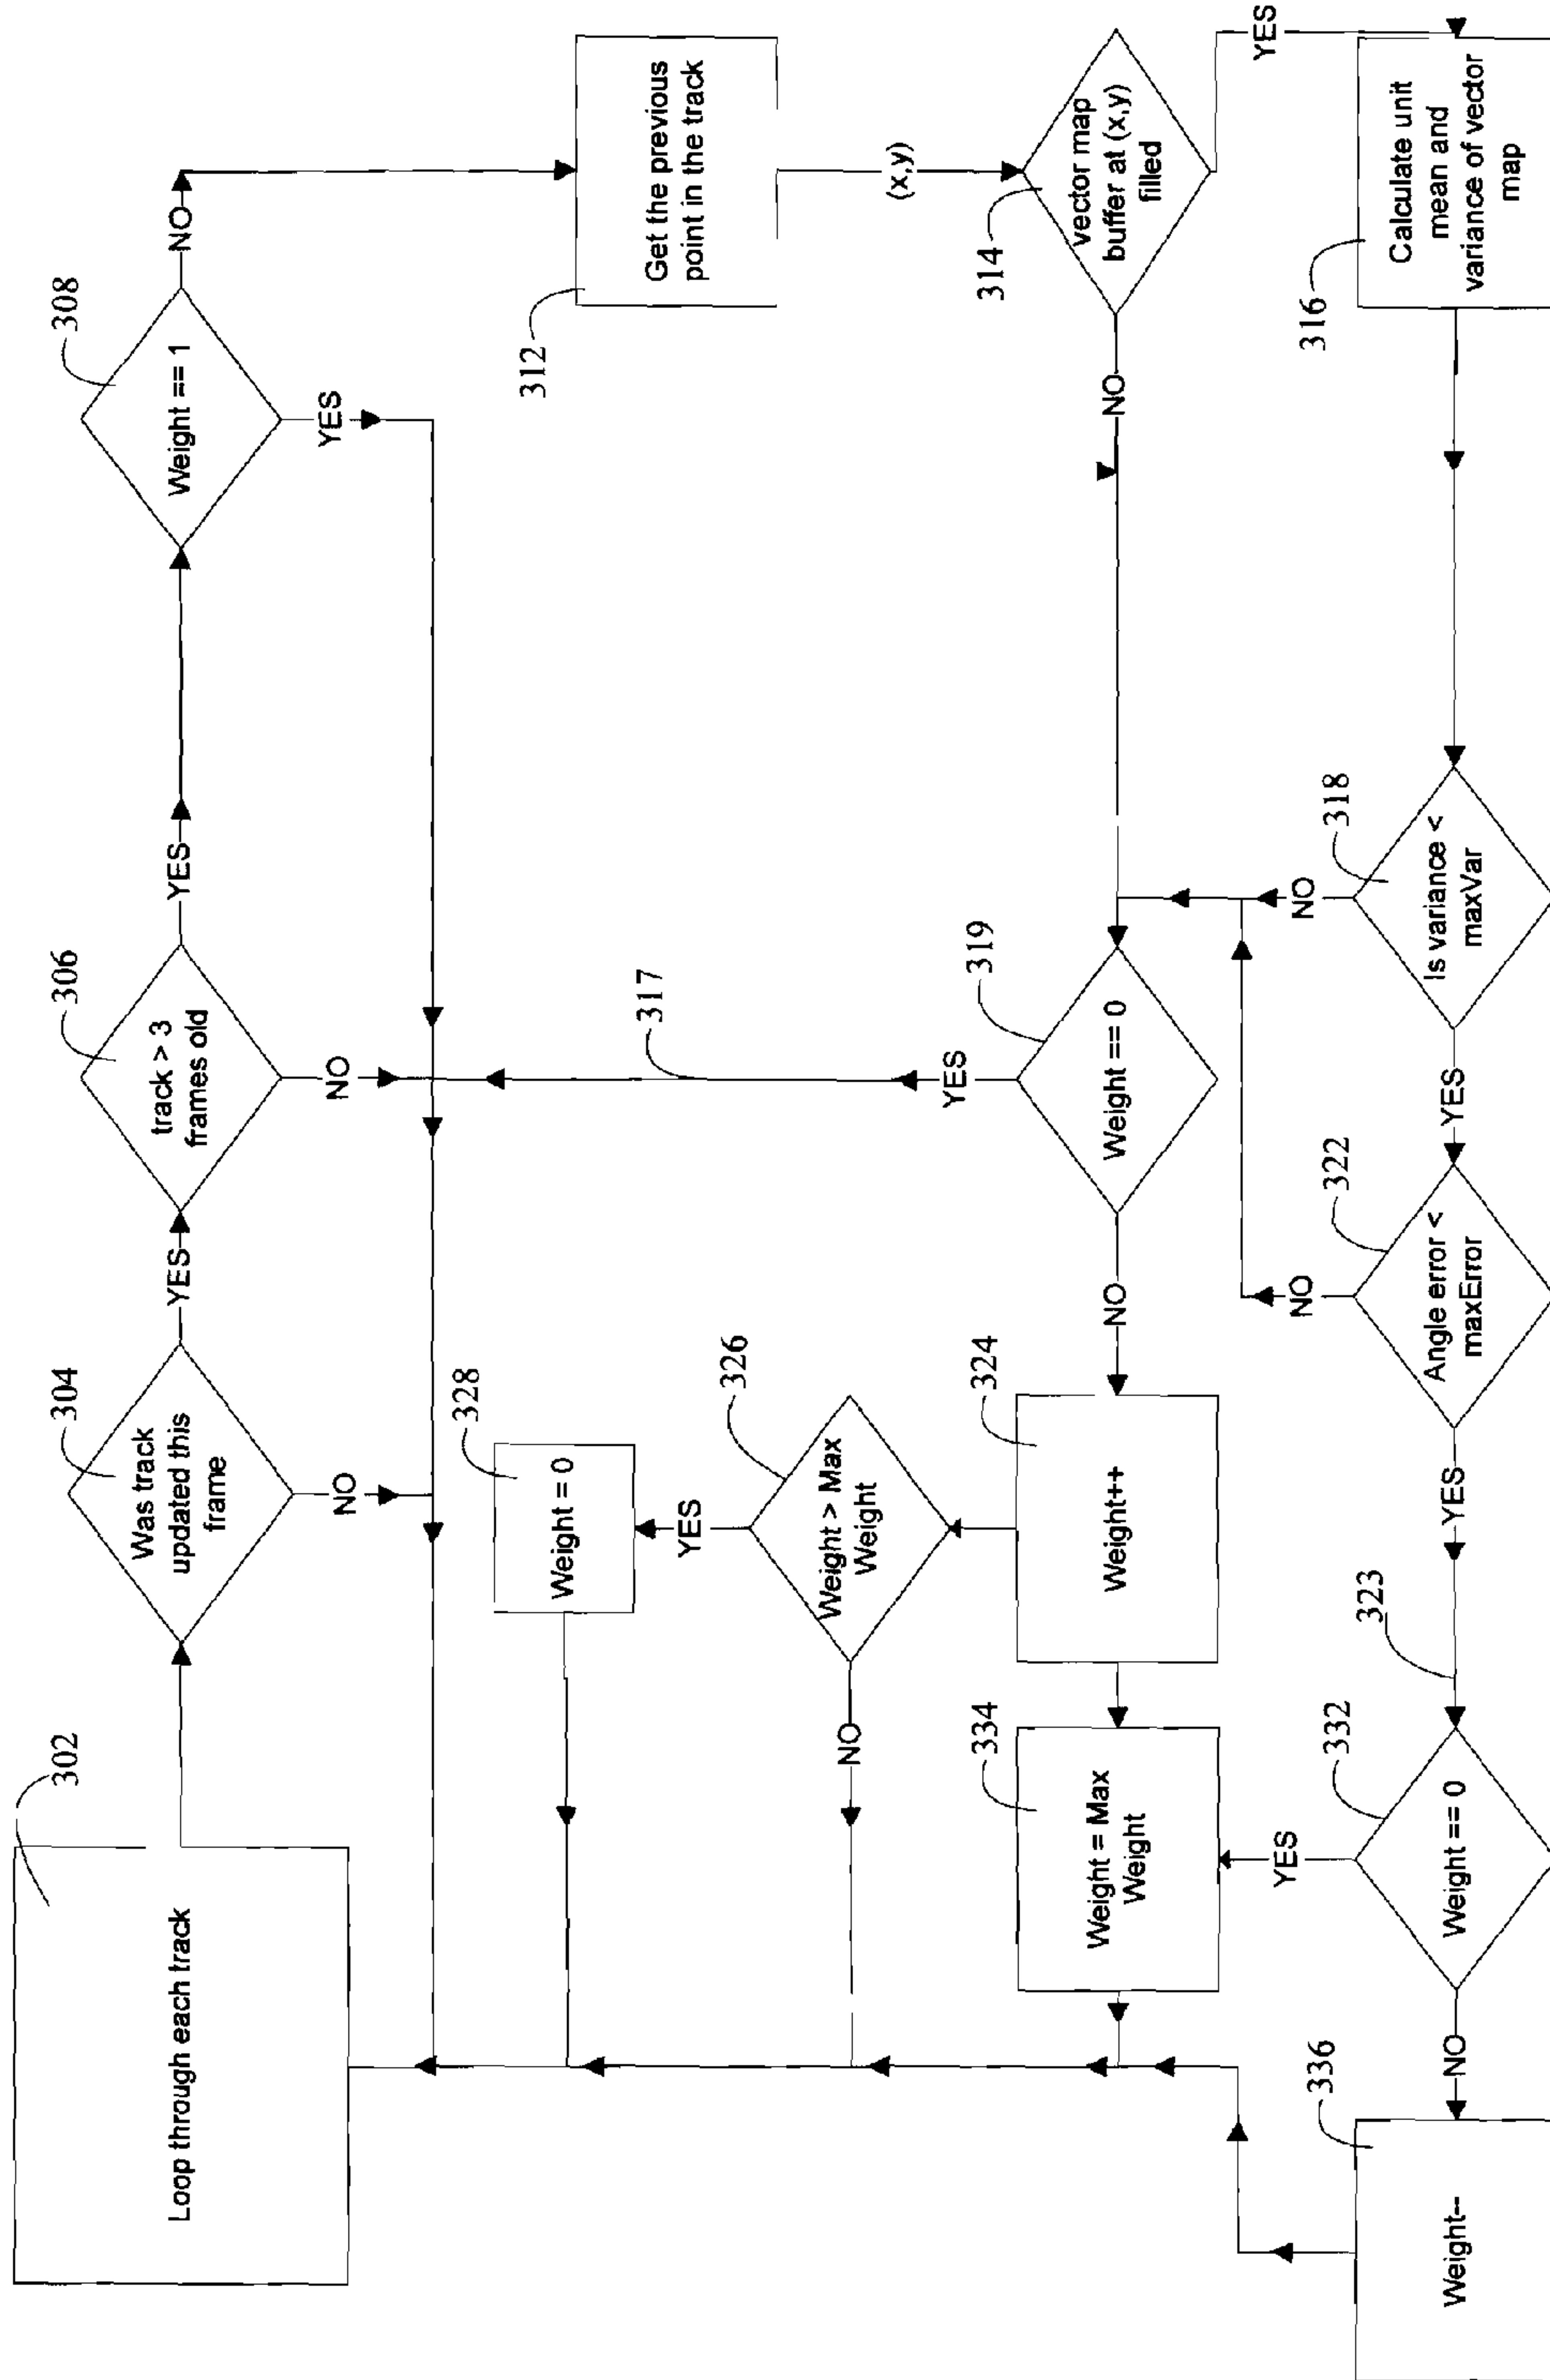 302
Loop through each track
304
Was track
updated this
frame
YES
NO
306
track > 3
frames old
YES
NO
308
Weight == 1
NO
YES
312
Get the previous
point in the track
(x,y)
314
vector map
buffer at (x,y)
filled
NO
YES
316
Calculate unit
mean and
variance of vector
map
318
Is variance <
maxVar
NO
YES
317
319
Weight == 0
YES
NO
322
Angle error <
maxError
NO
YES
323
324
Weight++
326
Weight > Max
Weight
YES
NO
328
Weight = 0
332
Weight == 0
YES
NO
334
Weight = Max
Weight
336
Weight--